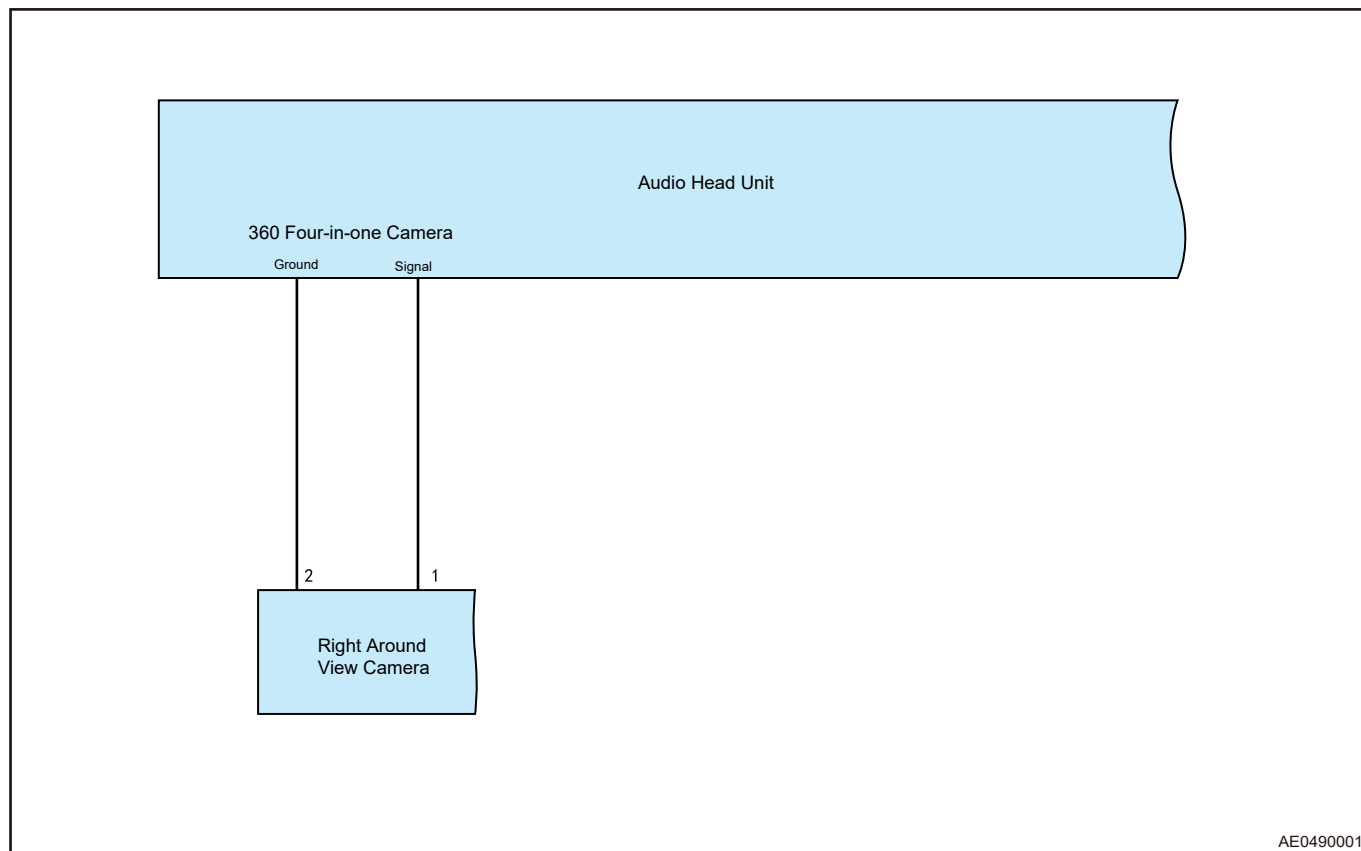 Audio Head Unit
360 Four-in-one Camera
Ground
Signal
2
1
Right Around
View Camera
AE0490001